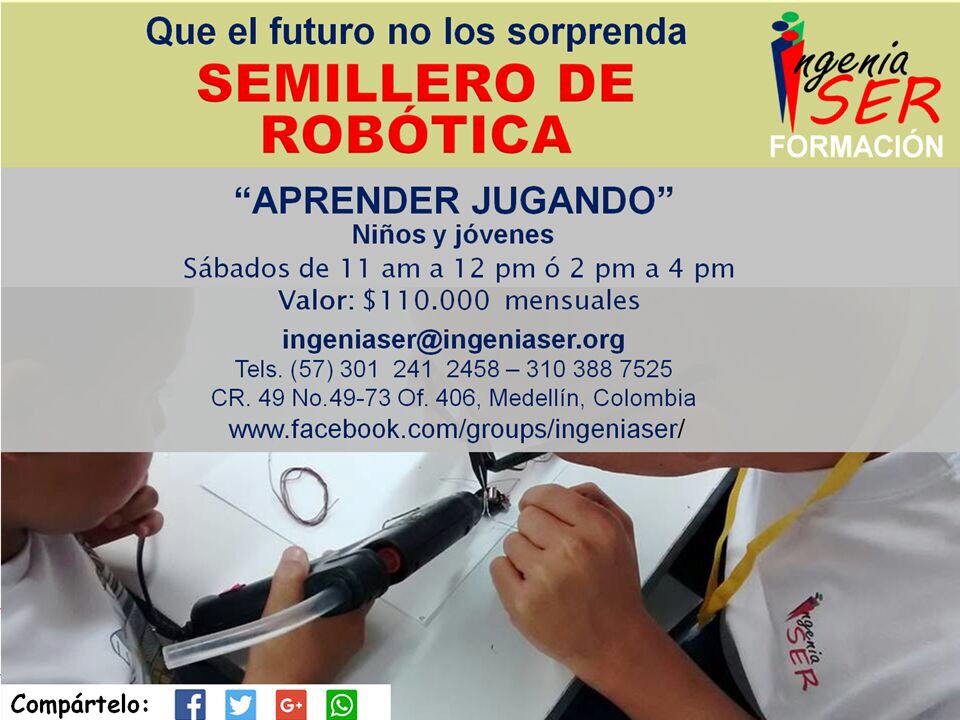 Que el futuro no los sorprenda
SEMILLERO DE
ROBÓTICA
ingenia
SER
FORMACIÓN
“APRENDER JUGANDO”
Niños y jóvenes
Sábados de 11 am a 12 pm ó 2 pm a 4 pm
Valor: $110.000 mensuales
ingeniaser@ingeniaser.org
Tels. (57) 301 241 2458 – 310 388 7525
CR. 49 No.49-73 Of. 406, Medellín, Colombia
www.facebook.com/groups/ingeniaser/
ingenia
SER
Compártelo: